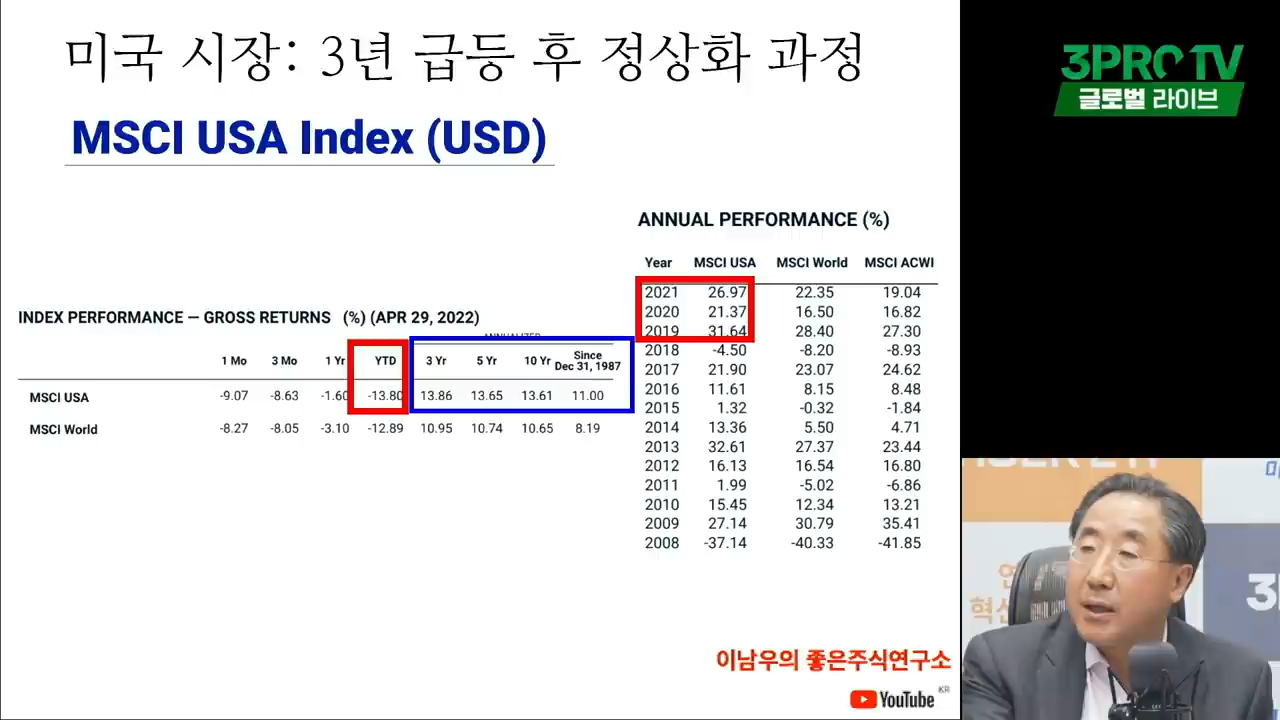 미국 시장: 3년 급등 후 정상화 과정
MSCI USA Index (USD)
3PRO TV
글로벌 라이브
ANNUAL PERFORMANCE (%)
Year MSCI USA MSCI World MSCI ACWI
2021 26.97 22.35 19.04
2020 21.37 16.50 16.82
2019 31.64 28.40 27.30
2018 -4.50 -8.20 -8.93
2017 21.90 23.07 24.62
2016 11.61 8.15 8.48
2015 1.32 -0.32 -1.84
2014 13.36 5.50 4.71
2013 32.61 27.37 23.44
2012 16.13 16.54 16.80
2011 1.99 -5.02 -6.86
2010 15.45 12.34 13.21
2009 27.14 30.79 35.41
2008 -37.14 -40.33 -41.85
INDEX PERFORMANCE — GROSS RETURNS (%) (APR 29, 2022)
ANNUALIZED
1 Mo 3 Mo 1 Yr YTD 3 Yr 5 Yr 10 Yr Since
Dec 31, 1987
MSCI USA -9.07 -8.63 -1.60 -13.80 13.86 13.65 13.61 11.00
MSCI World -8.27 -8.05 -3.10 -12.89 10.95 10.74 10.65 8.19
이남우의 좋은주식연구소
YouTube KR